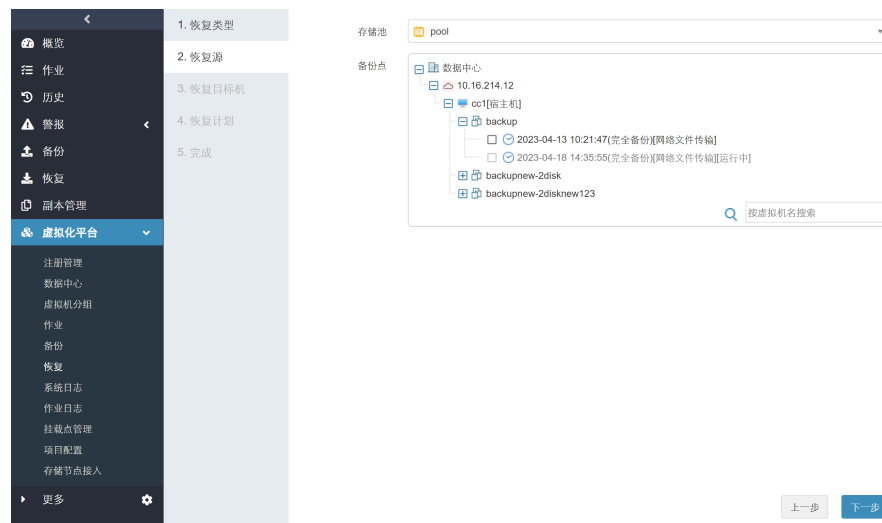 概览
作业
历史
警报
备份
恢复
副本管理
虚拟化平台
注册管理
数据中心
虚拟机分组
作业
备份
恢复
系统日志
作业日志
挂载点管理
项目配置
存储节点接入
更多
1. 恢复类型
2. 恢复源
3. 恢复目标机
4. 恢复计划
5. 完成
存储池
pool
备份点
数据中心
10.16.214.12
cc1[宿主机]
backup
2023-04-13 10:21:47(完全备份)[网络文件传输]
2023-04-18 14:35:55(完全备份)[网络文件传输][运行中]
backupnew-2disk
backupnew-2disknew123
按虚拟机名搜索
上一步
下一步